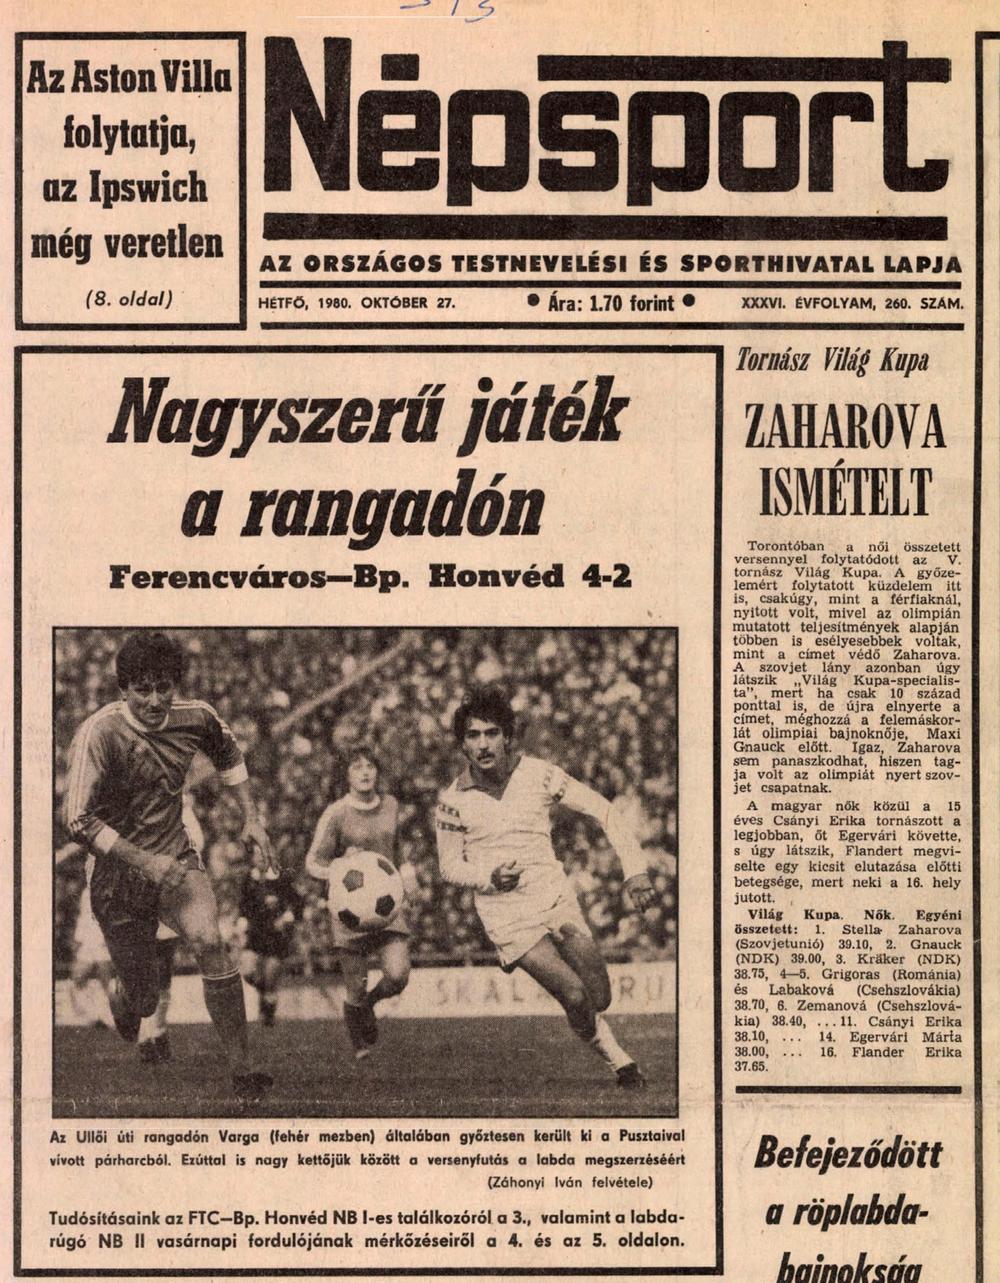 Az Aston Villa
folytatja,
az Ipswich
még veretlen
(8. oldal)
Népsport
AZ ORSZÁGOS TESTNEVELÉSI ÉS SPORTHIVATAL LAPJA
HÉTFŐ, 1980. OKTÓBER 27. ● Ára: 1.70 forint ● XXXVI. ÉVFOLYAM, 260. SZÁM.
Nagyszerű játék
a rangadón
Ferencváros—Bp. Honvéd 4-2
SKALA
Az Üllői úti rangadón Varga (fehér mezben) általában győztesen került ki a Pusztaival
vívott párharcból. Ezúttal is nagy kettőjük között a versenyfutás a labda megszerzéséért
(Záhonyi Iván felvétele)
Tudósításaink az FTC—Bp. Honvéd NB I-es találkozóról a 3., valamint a labda-
rúgó NB II vasárnapi fordulójának mérkőzéseiről a 4. és az 5. oldalon.
Tornász Világ Kupa
ZAHAROVA
ISMÉTELT
Torontóban a női összetett
versennyel folytatódott az V.
tornász Világ Kupa. A győze-
lemért folytatott küzdelem itt
is, csakúgy, mint a férfiaknál,
nyitott volt, mivel az olimpián
mutatott teljesítmények alapján
többen is esélyesebbek voltak,
mint a címet védő Zaharova.
A szovjet lány azonban úgy
látszik „Világ Kupa-specialis-
ta”, mert ha csak 10 század
ponttal is, de újra elnyerte a
címet, méghozzá a felemáskor-
lát olimpiai bajnoknője, Maxi
Gnauck előtt. Igaz, Zaharova
sem panaszkodhat, hiszen tag-
ja volt az olimpiát nyert szov-
jet csapatnak.
A magyar nők közül a 15
éves Csányi Erika tornászott a
legjobban, őt Egervári követte,
s úgy látszik, Flandert megvi-
selte egy kicsit elutazása előtti
betegsége, mert neki a 16. hely
jutott.
Világ Kupa. Nők. Egyéni
összetett: 1. Stella Zaharova
(Szovjetunió) 39.10, 2. Gnauck
(NDK) 39.00, 3. Kräker (NDK)
38.75, 4—5. Grigoras (Románia)
és Labaková (Csehszlovákia)
38.70, 6. Zemanová (Csehszlová-
kia) 38.40, ...11. Csányi Erika
38.10, ... 14. Egervári Márta
38.00, ... 16. Flander Erika
37.65.
Befejeződött
a röplabda-
bajnokság